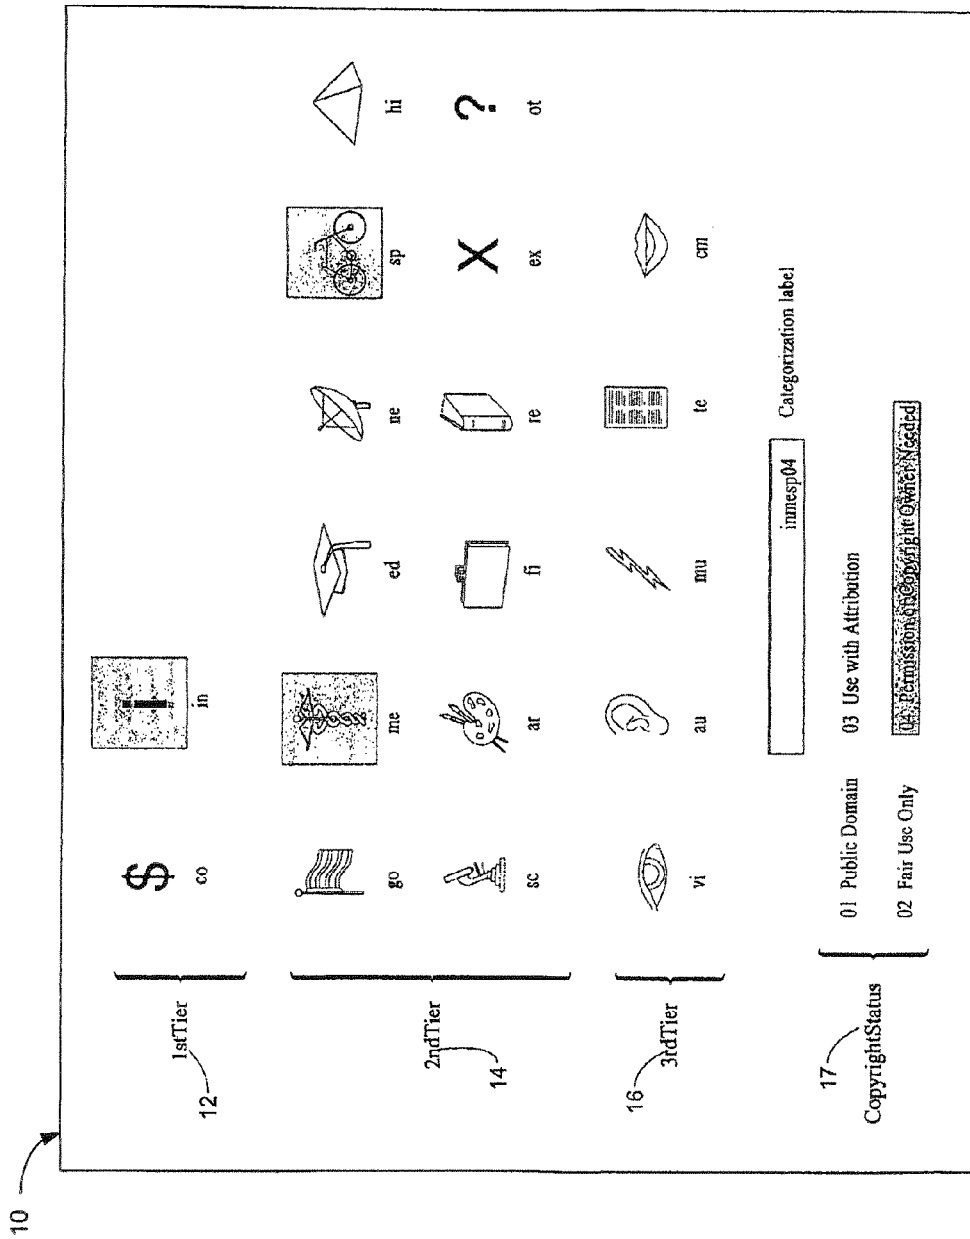 10
1stTier
12
$
co
i
in
2ndTier
14
go
me
ed
ne
sp
hi
X
?
sc
ar
fi
re
ex
ot
3rdTier
16
vi
au
mu
te
cm
inmesp04
Categorization label
17
CopyrightStatus
01 Public Domain
03 Use with Attribution
02 Fair Use Only
04 Permission of Copyright Owner Needed